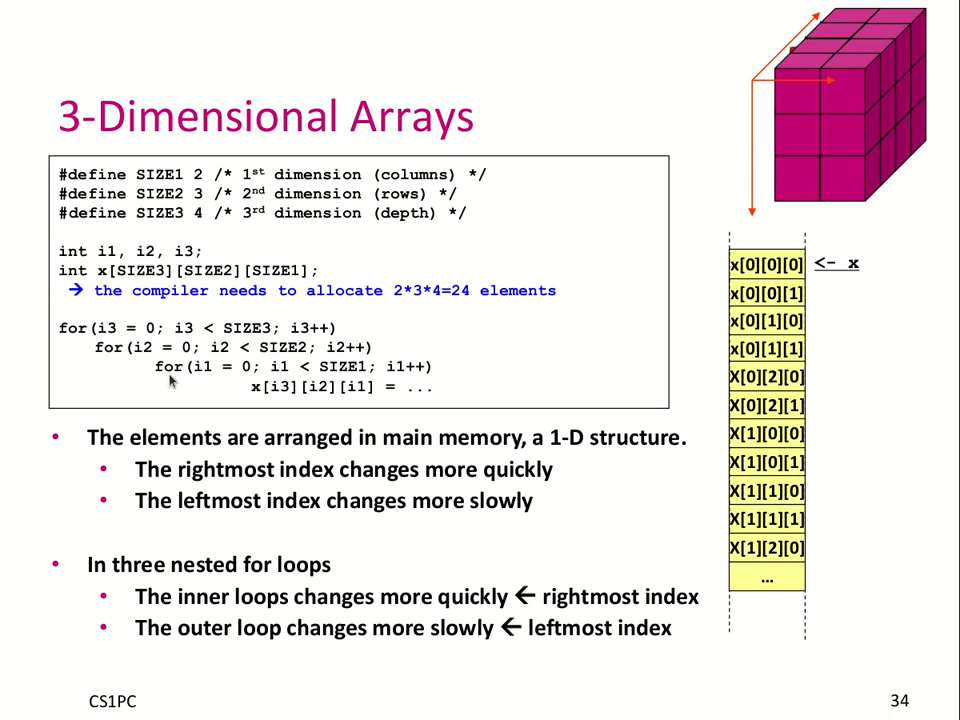 3-Dimensional Arrays
#define SIZE1 2 /* 1st dimension (columns) */
#define SIZE2 3 /* 2nd dimension (rows) */
#define SIZE3 4 /* 3rd dimension (depth) */
int i1, i2, i3;
int x[SIZE3][SIZE2][SIZE1];
→ the compiler needs to allocate 2*3*4=24 elements
for(i3 = 0; i3 < SIZE3; i3++)
for(i2 = 0; i2 < SIZE2; i2++)
for(i1 = 0; i1 < SIZE1; i1++)
x[i3][i2][i1] = ...
• The elements are arranged in main memory, a 1-D structure.
• The rightmost index changes more quickly
• The leftmost index changes more slowly
• In three nested for loops
• The inner loops changes more quickly ← rightmost index
• The outer loop changes more slowly ← leftmost index
x[0][0][0] <- x
x[0][0][1]
x[0][1][0]
x[0][1][1]
X[0][2][0]
X[0][2][1]
X[1][0][0]
X[1][0][1]
X[1][1][0]
X[1][1][1]
X[1][2][0]
...
CS1PC
34